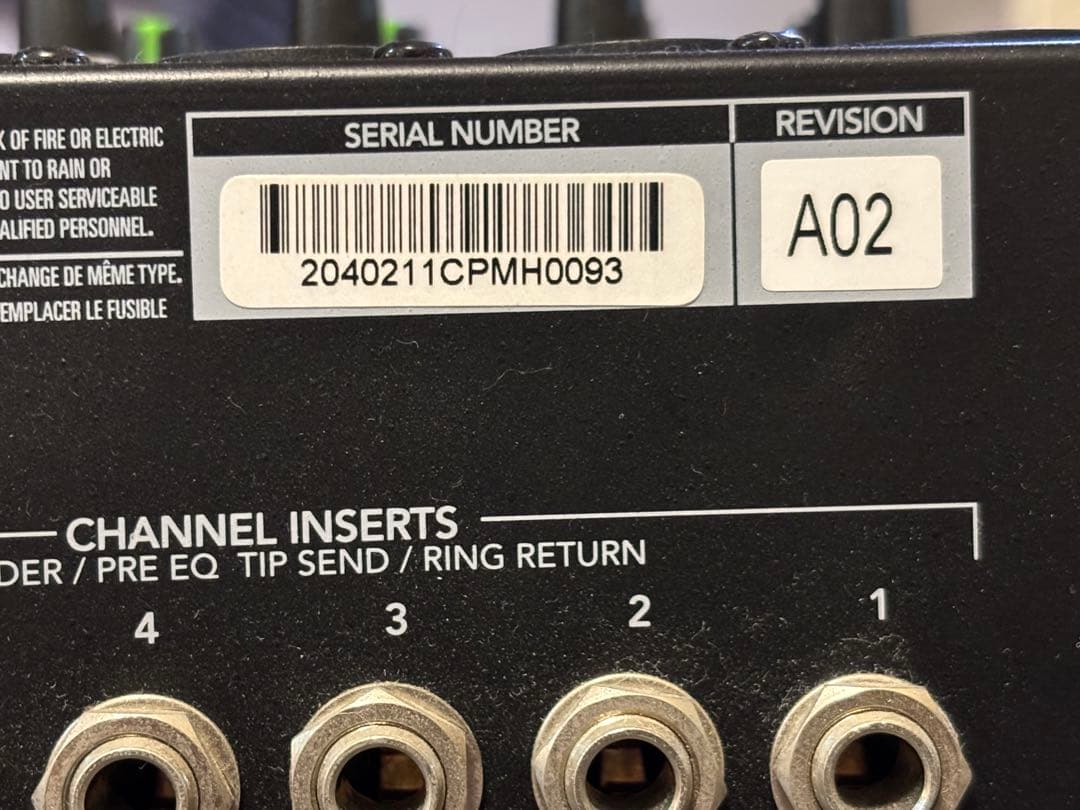 K OF FIRE OR ELECTRIC
NT TO RAIN OR
O USER SERVICEABLE
ALIFIED PERSONNEL.
CHANGE DE MÊME TYPE.
EMPLACER LE FUSIBLE
SERIAL NUMBER
2040211CPMH0093
REVISION
A02
CHANNEL INSERTS
DER / PRE EQ TIP SEND / RING RETURN
4 3 2 1